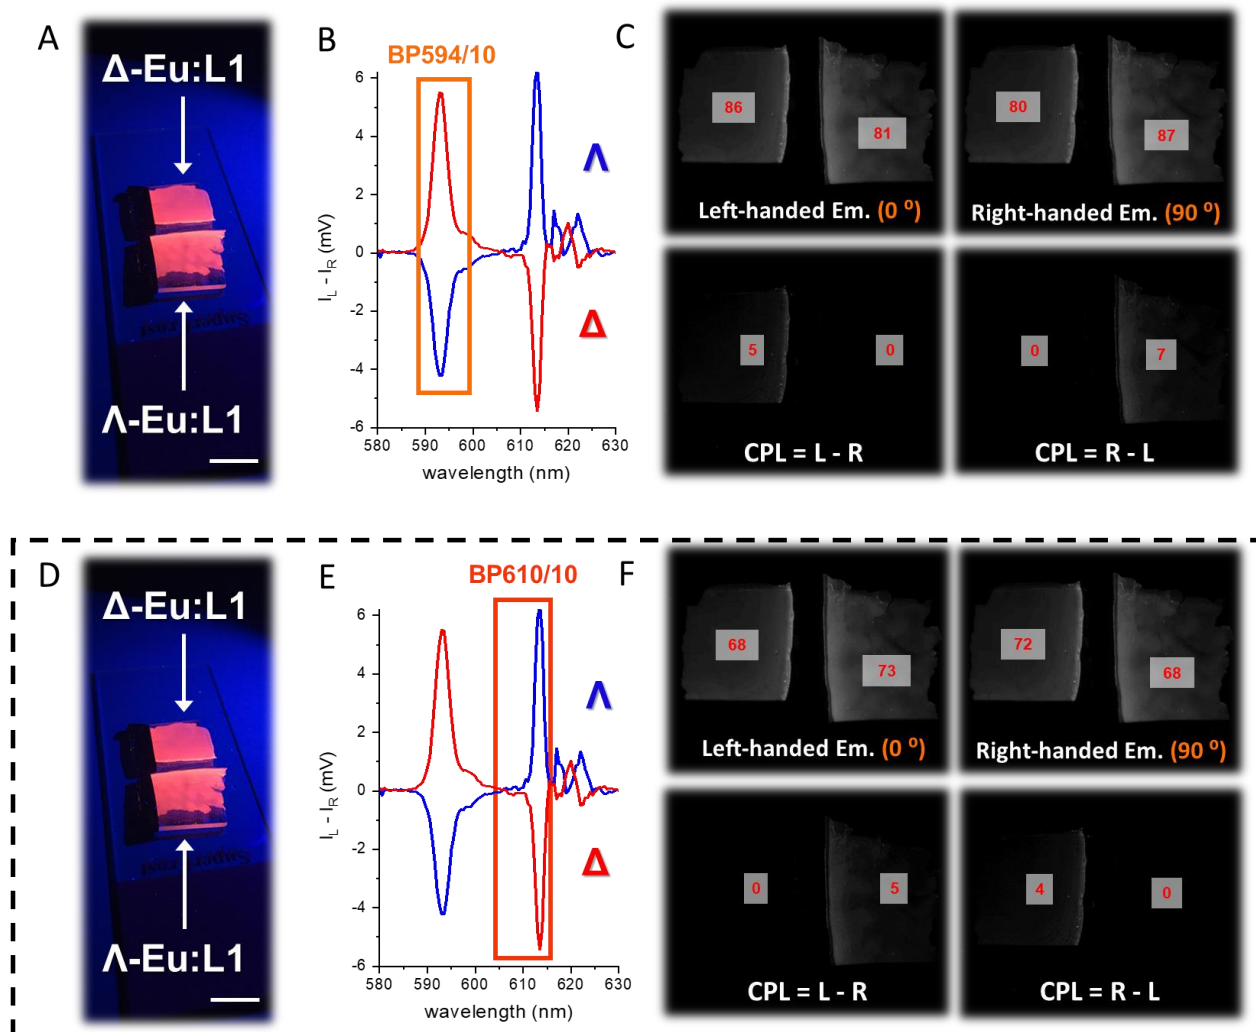 A
Δ-Eu:L1
Λ-Eu:L1
B
BP594/10
6
4
2
0
-2
-4
-6
I_L - I_R (mV)
580 590 600 610 620 630
wavelength (nm)
Λ
Δ
C
86
81
Left-handed Em. (0 º)
80
87
Right-handed Em. (90 º)
5
0
CPL = L - R
0
7
CPL = R - L
D
Δ-Eu:L1
Λ-Eu:L1
E
BP610/10
6
4
2
0
-2
-4
-6
I_L - I_R (mV)
580 590 600 610 620 630
wavelength (nm)
Λ
Δ
F
68
73
Left-handed Em. (0 º)
72
68
Right-handed Em. (90 º)
0
5
CPL = L - R
4
0
CPL = R - L